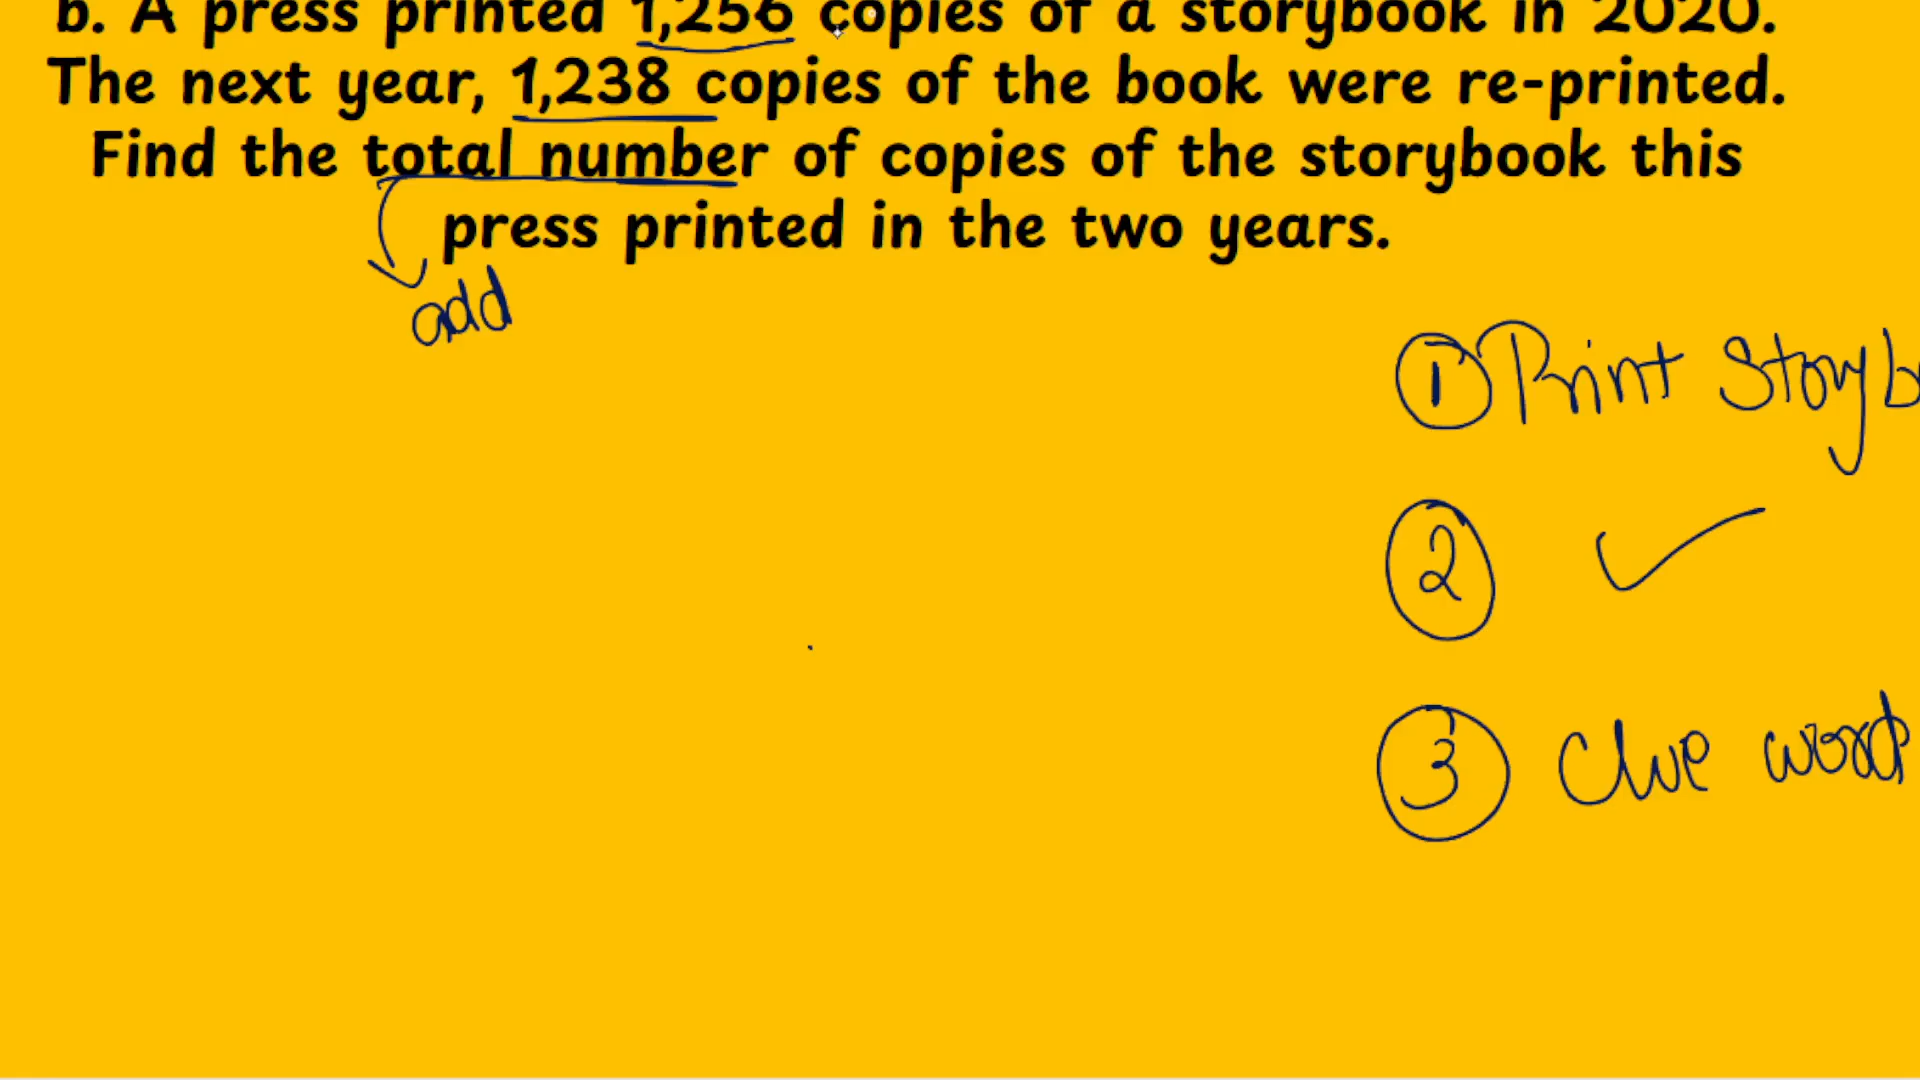 b. A press printed 1,256 copies of a storybook in 2020.
The next year, 1,238 copies of the book were re-printed.
Find the total number of copies of the storybook this
press printed in the two years.
add
1 Print Storyb
2
3 Clue word